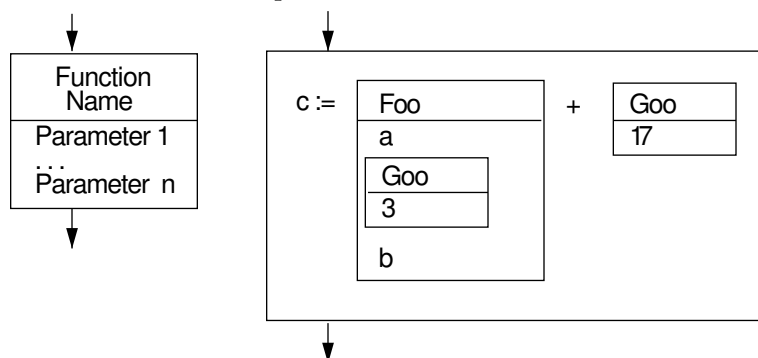 Function
Name
Parameter 1
. . .
Parameter n
c := Foo + Goo
a 17
Goo
3
b